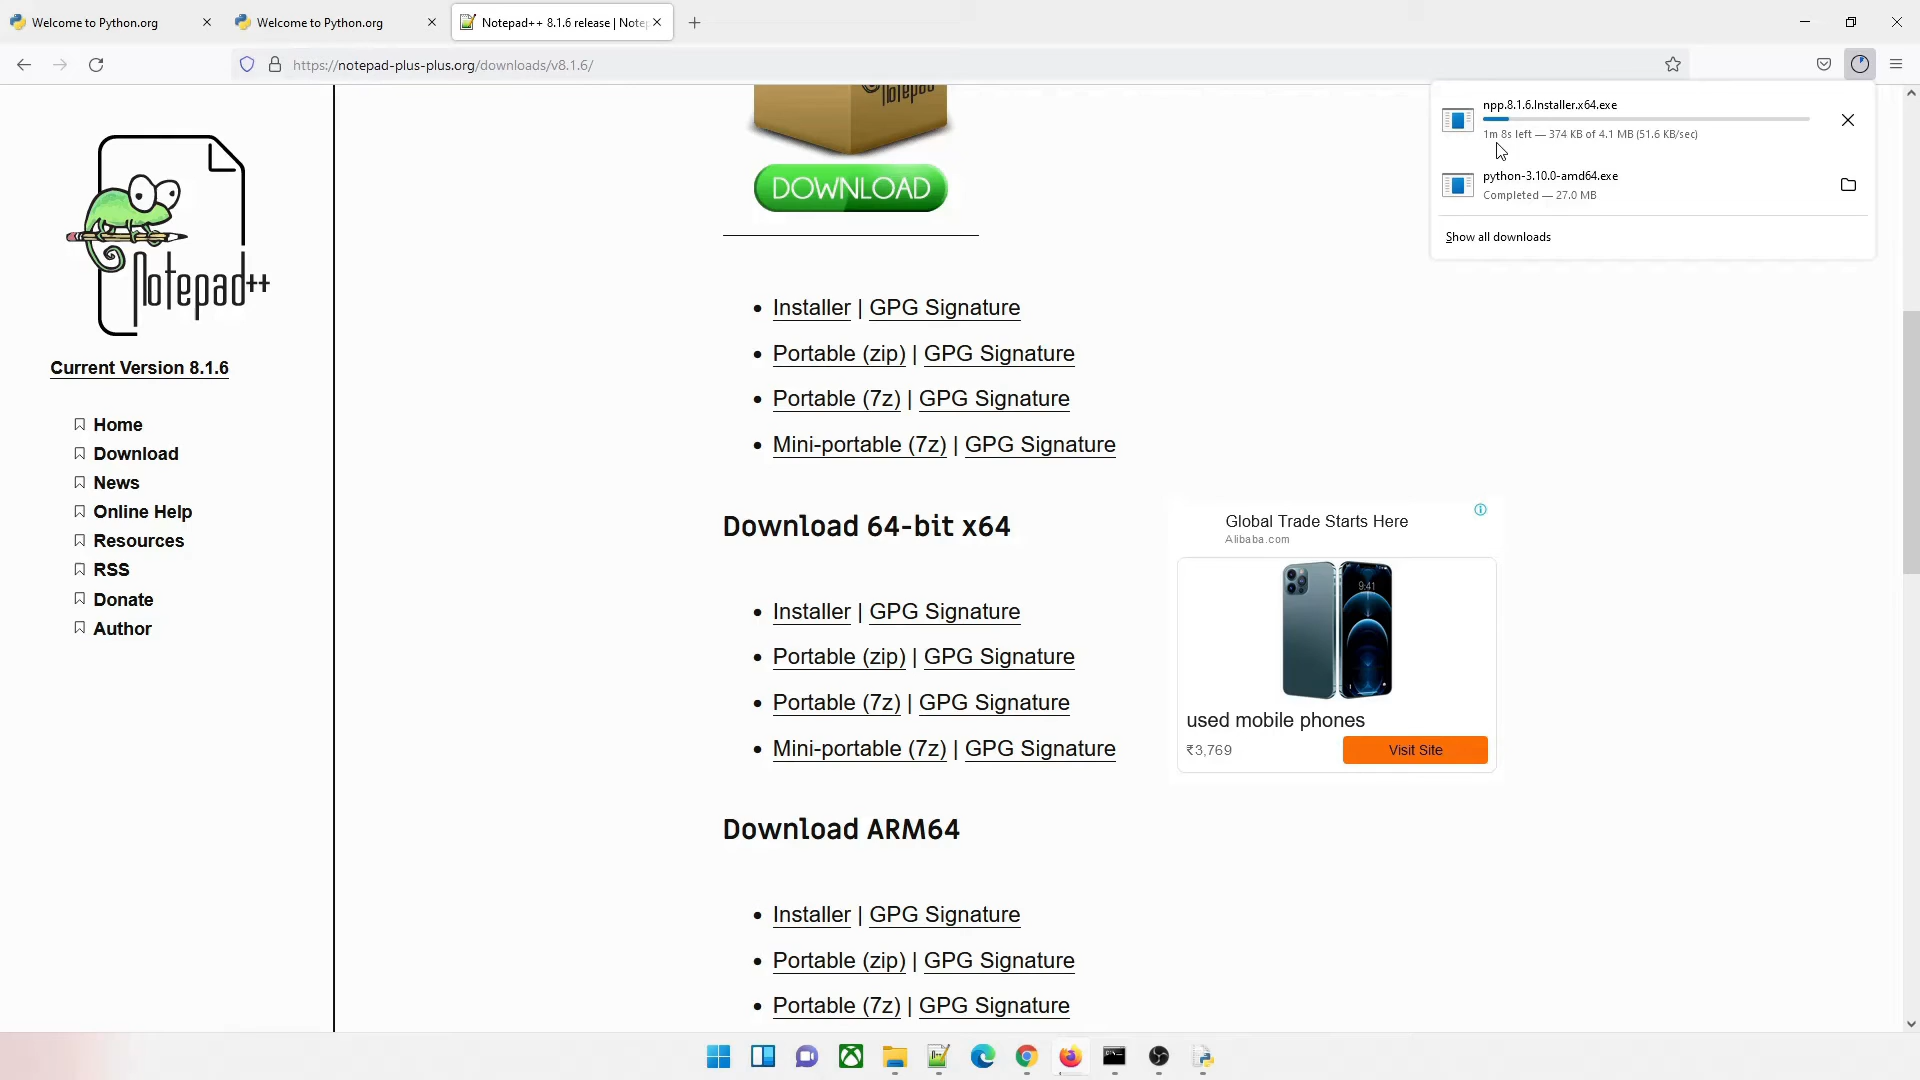 Welcome to Python.org
Welcome to Python.org
Notepad++ 8.1.6 release | Note
https://notepad-plus-plus.org/downloads/v8.1.6/
npp.8.1.6.Installer.x64.exe
1m 8s left — 374 KB of 4.1 MB (51.6 KB/sec)
python-3.10.0-amd64.exe
Completed — 27.0 MB
Show all downloads
Notepad++
Current Version 8.1.6
Home
Download
News
Online Help
Resources
RSS
Donate
Author
Notepad
DOWNLOAD
Installer | GPG Signature
Portable (zip) | GPG Signature
Portable (7z) | GPG Signature
Mini-portable (7z) | GPG Signature
Download 64-bit x64
Installer | GPG Signature
Portable (zip) | GPG Signature
Portable (7z) | GPG Signature
Mini-portable (7z) | GPG Signature
Global Trade Starts Here
Alibaba.com
9:41
used mobile phones
₹3,769
Visit Site
Download ARM64
Installer | GPG Signature
Portable (zip) | GPG Signature
Portable (7z) | GPG Signature